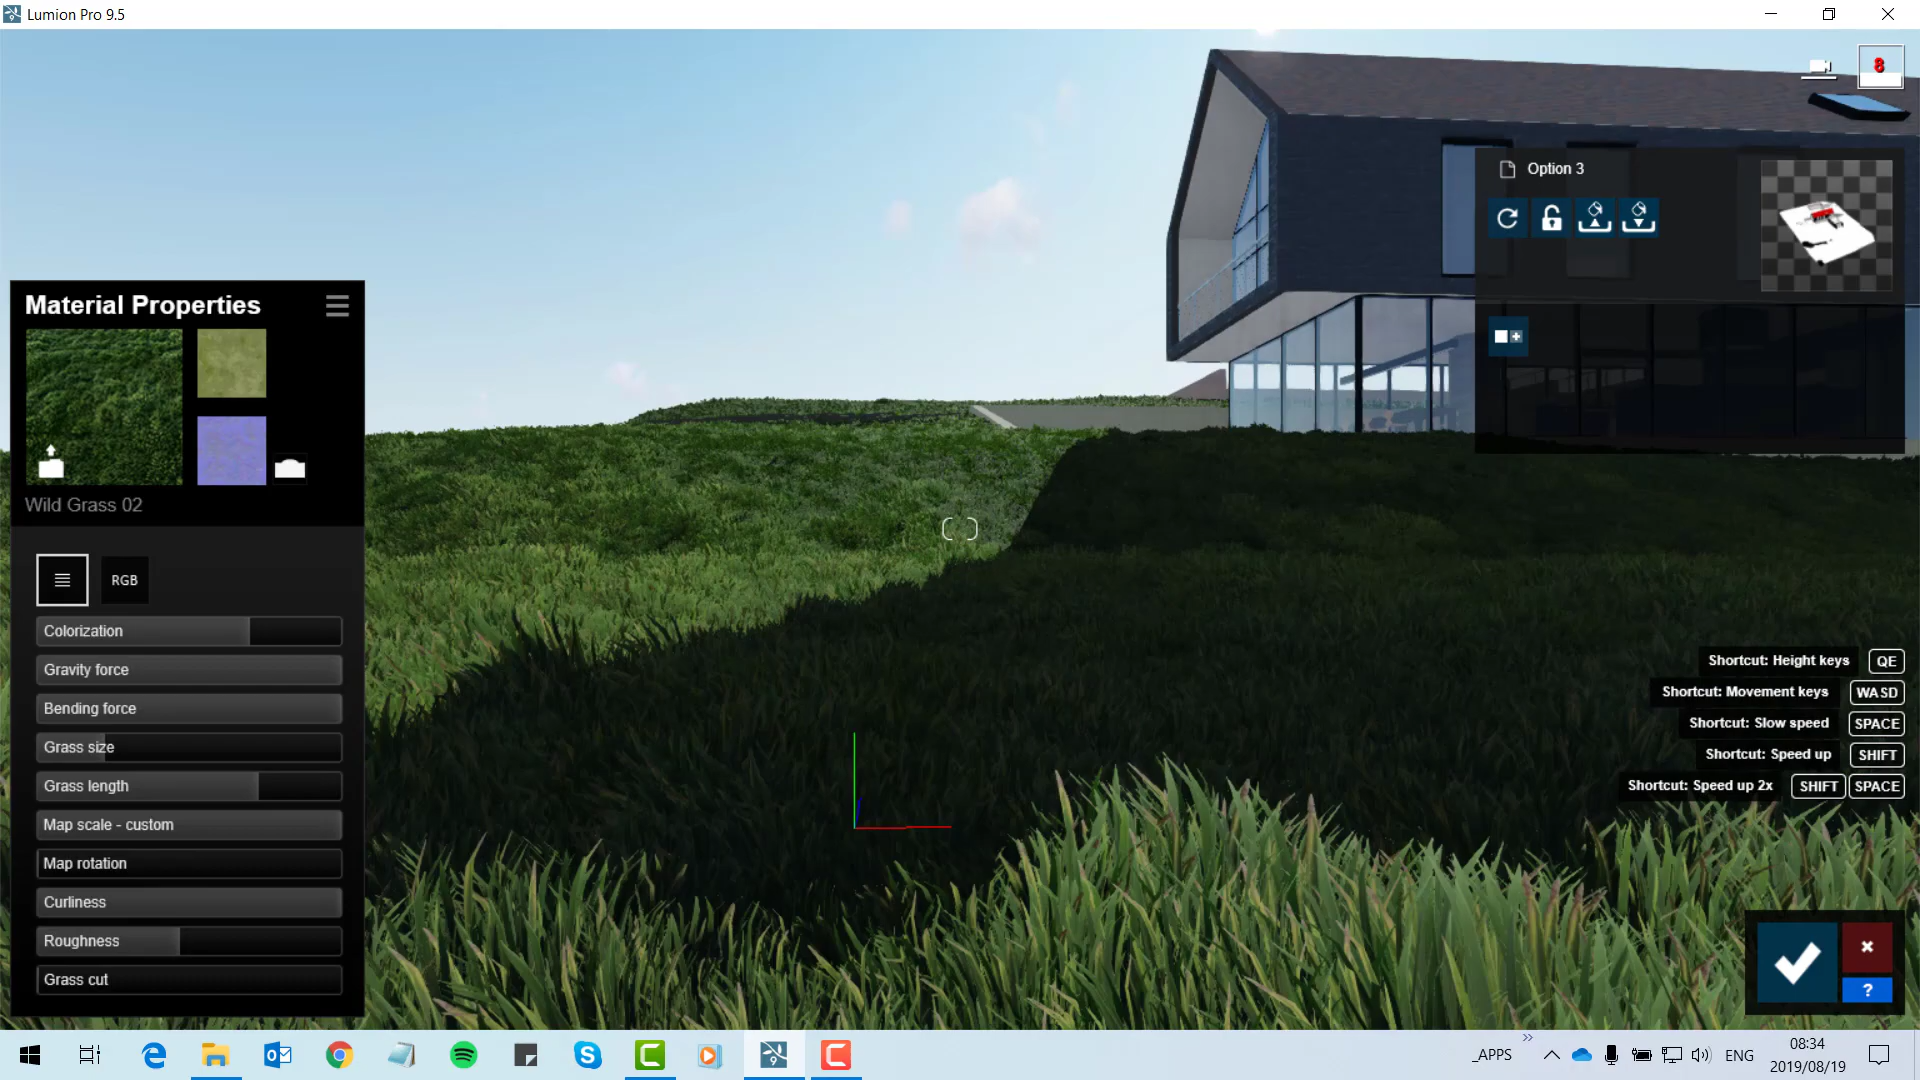 Lumion Pro 9.5
8
Option 3
Material Properties
Wild Grass 02
RGB
Colorization
Gravity force
Bending force
Grass size
Grass length
Map scale - custom
Map rotation
Curliness
Roughness
Grass cut
Shortcut: Height keys QE
Shortcut: Movement keys WASD
Shortcut: Slow speed SPACE
Shortcut: Speed up SHIFT
Shortcut: Speed up 2x SHIFT SPACE
?
_APPS
ENG
08:34
2019/08/19